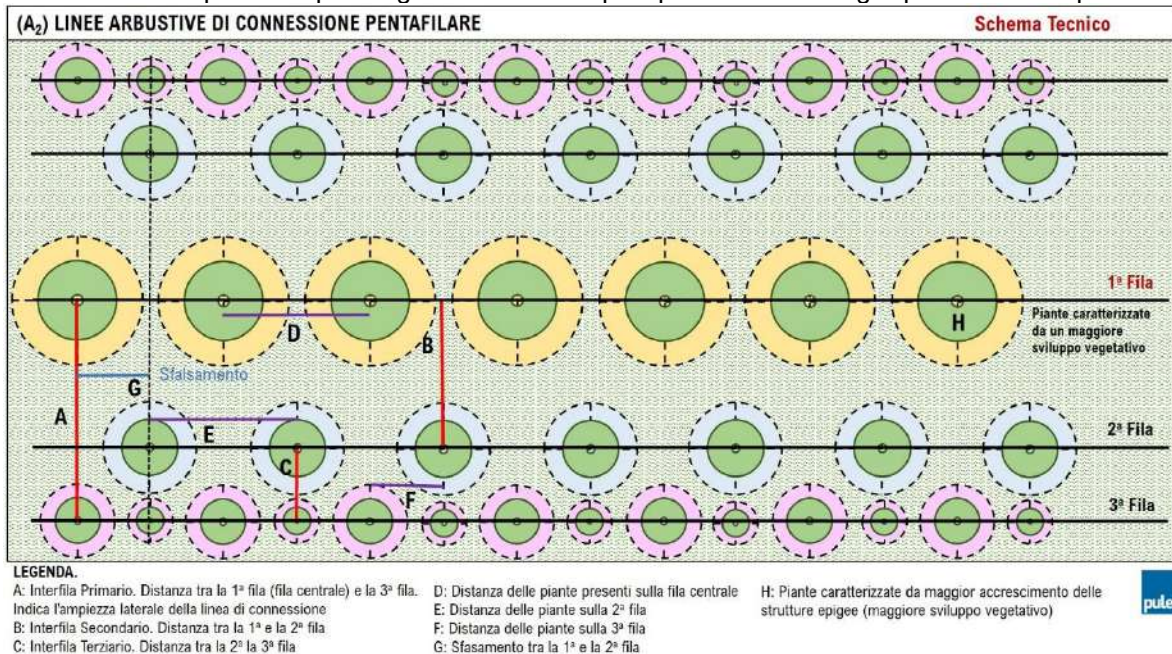 (A2) LINEE ARBUSTIVE DI CONNESSIONE PENTAFILARE
Schema Tecnico
1ª Fila
H
Piante caratterizzate
da un maggiore
sviluppo vegetativo
D
B
Sfalsamento
G
A
E
2ª Fila
C
F
3ª Fila
LEGENDA.
A: Interfila Primario. Distanza tra la 1ª fila (fila centrale) e la 3ª fila.
Indica l'ampiezza laterale della linea di connessione
B: Interfila Secondario. Distanza tra la 1ª e la 2ª fila
C: Interfila Terziario. Distanza tra la 2ª la 3ª fila
D: Distanza delle piante presenti sulla fila centrale
E: Distanza delle piante sulla 2ª fila
F: Distanza delle piante sulla 3ª fila
G: Sfasamento tra la 1ª e la 2ª fila
H: Piante caratterizzate da maggior accrescimento delle
strutture epigee (maggiore sviluppo vegetativo)